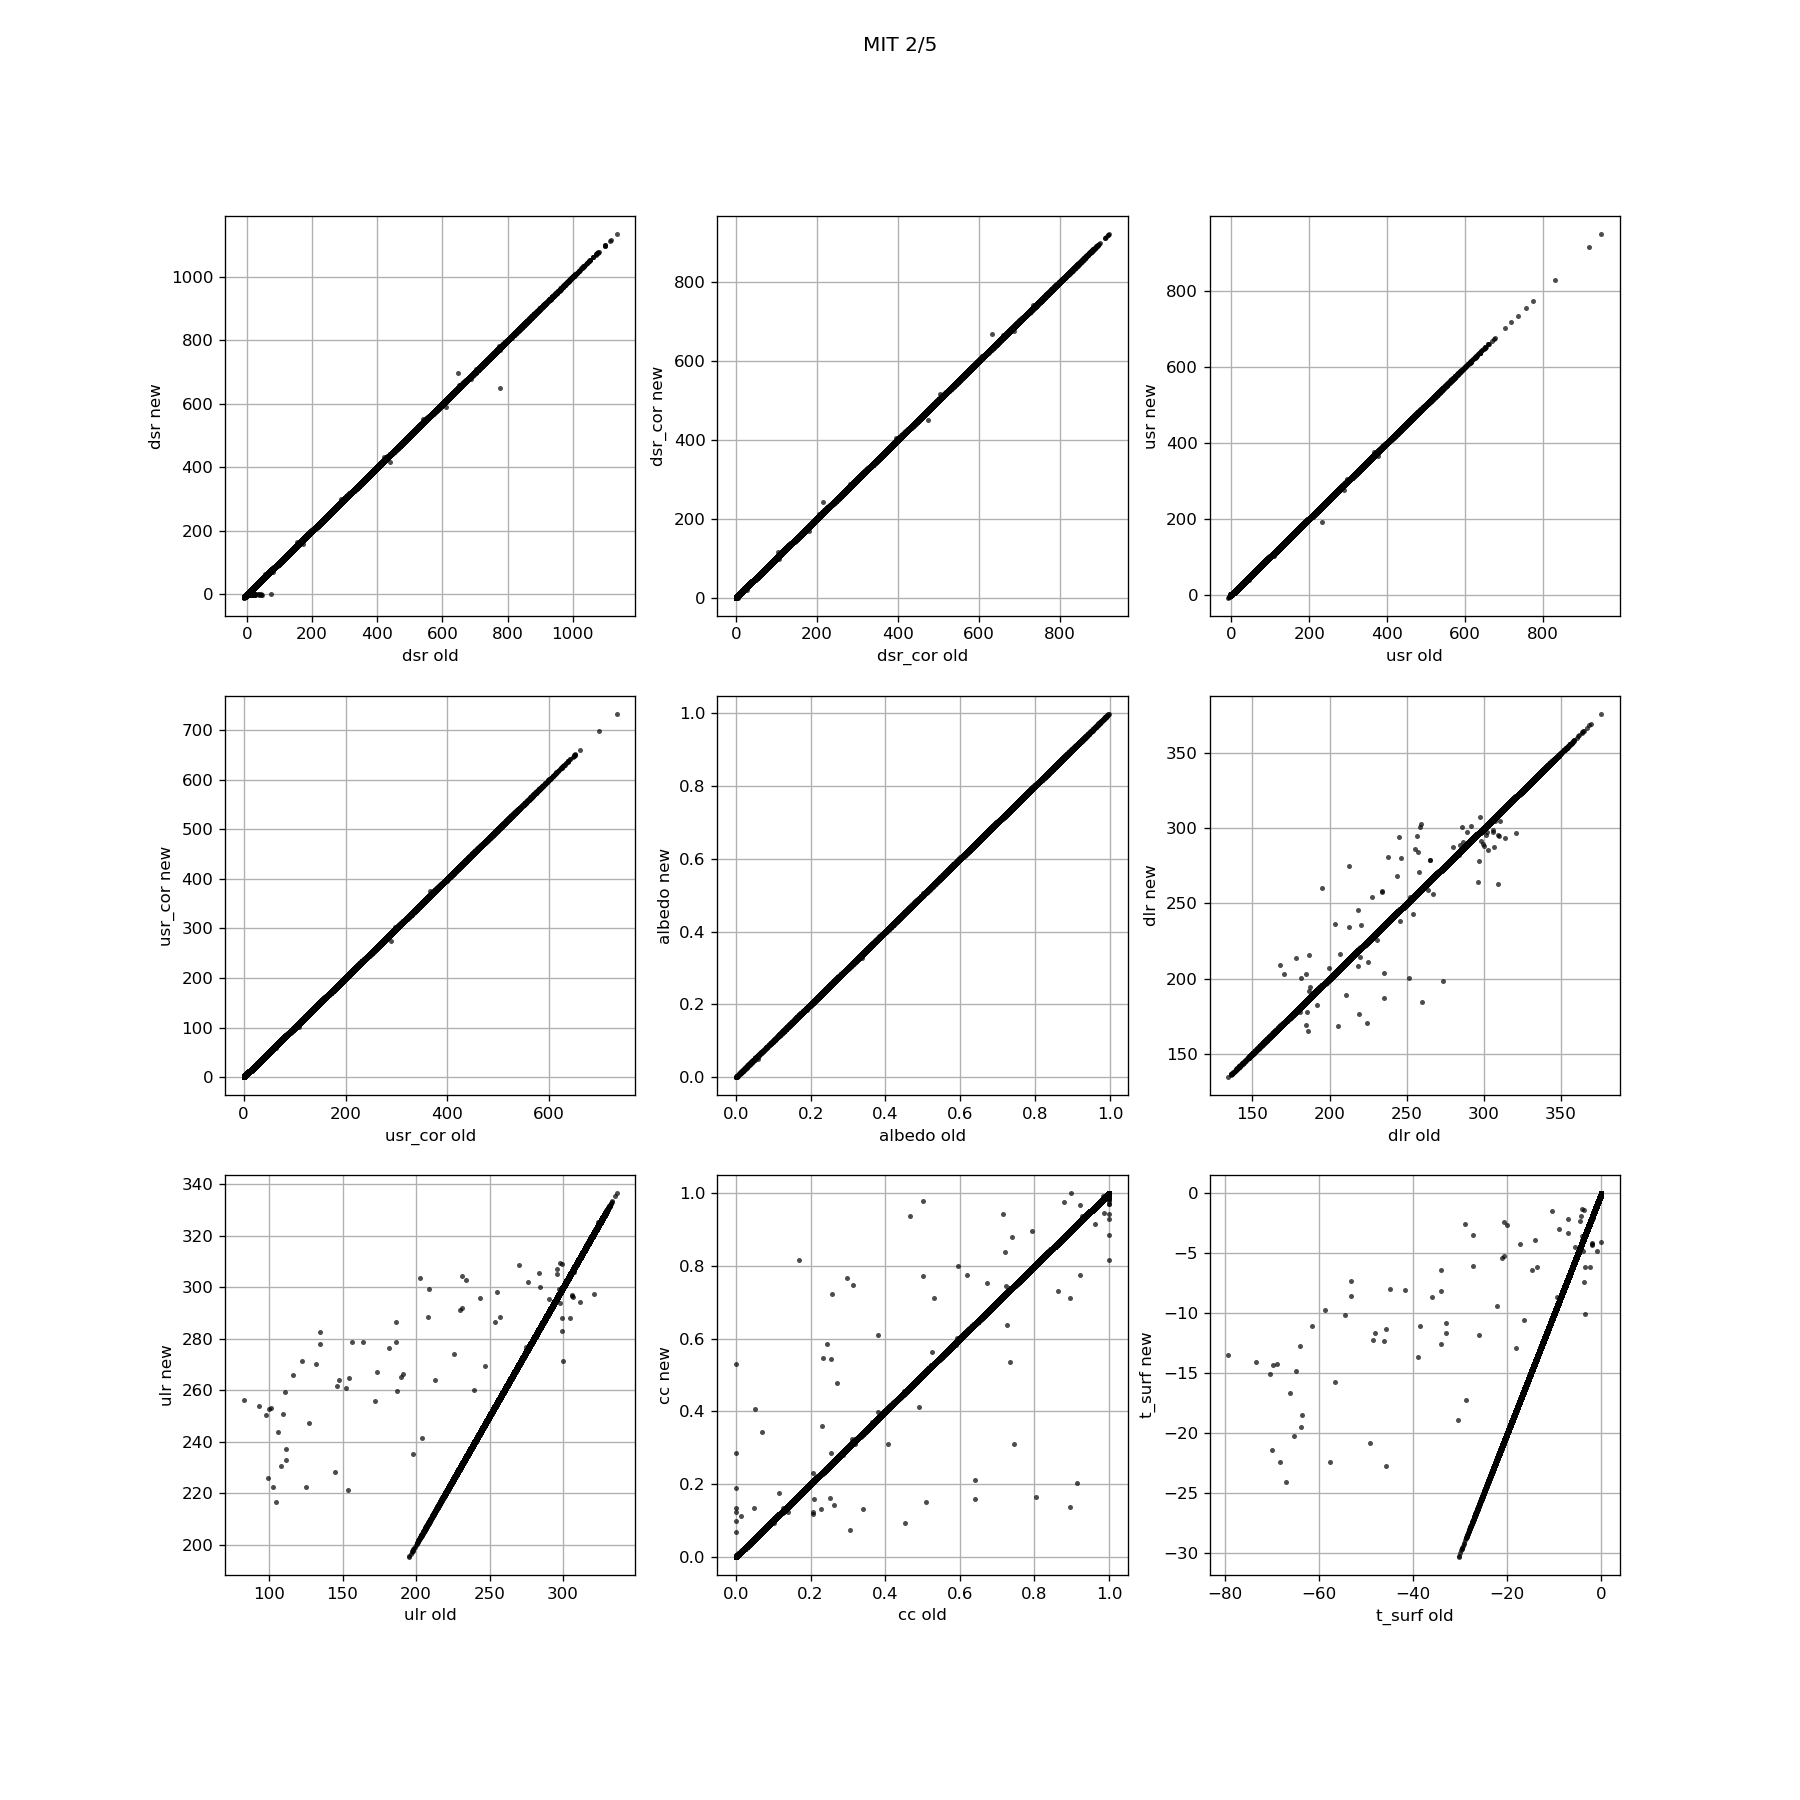 MIT 2/5
dsr new
1000
800
600
400
200
0
0 200 400 600 800 1000
dsr old
dsr_cor new
800
600
400
200
0
0 200 400 600 800
dsr_cor old
usr new
800
600
400
200
0
0 200 400 600 800
usr old
usr_cor new
700
600
500
400
300
200
100
0
0 200 400 600
usr_cor old
albedo new
1.0
0.8
0.6
0.4
0.2
0.0
0.0 0.2 0.4 0.6 0.8 1.0
albedo old
dlr new
350
300
250
200
150
150 200 250 300 350
dlr old
ulr new
340
320
300
280
260
240
220
200
100 150 200 250 300
ulr old
cc new
1.0
0.8
0.6
0.4
0.2
0.0
0.0 0.2 0.4 0.6 0.8 1.0
cc old
t_surf new
0
−5
−10
−15
−20
−25
−30
−80 −60 −40 −20 0
t_surf old